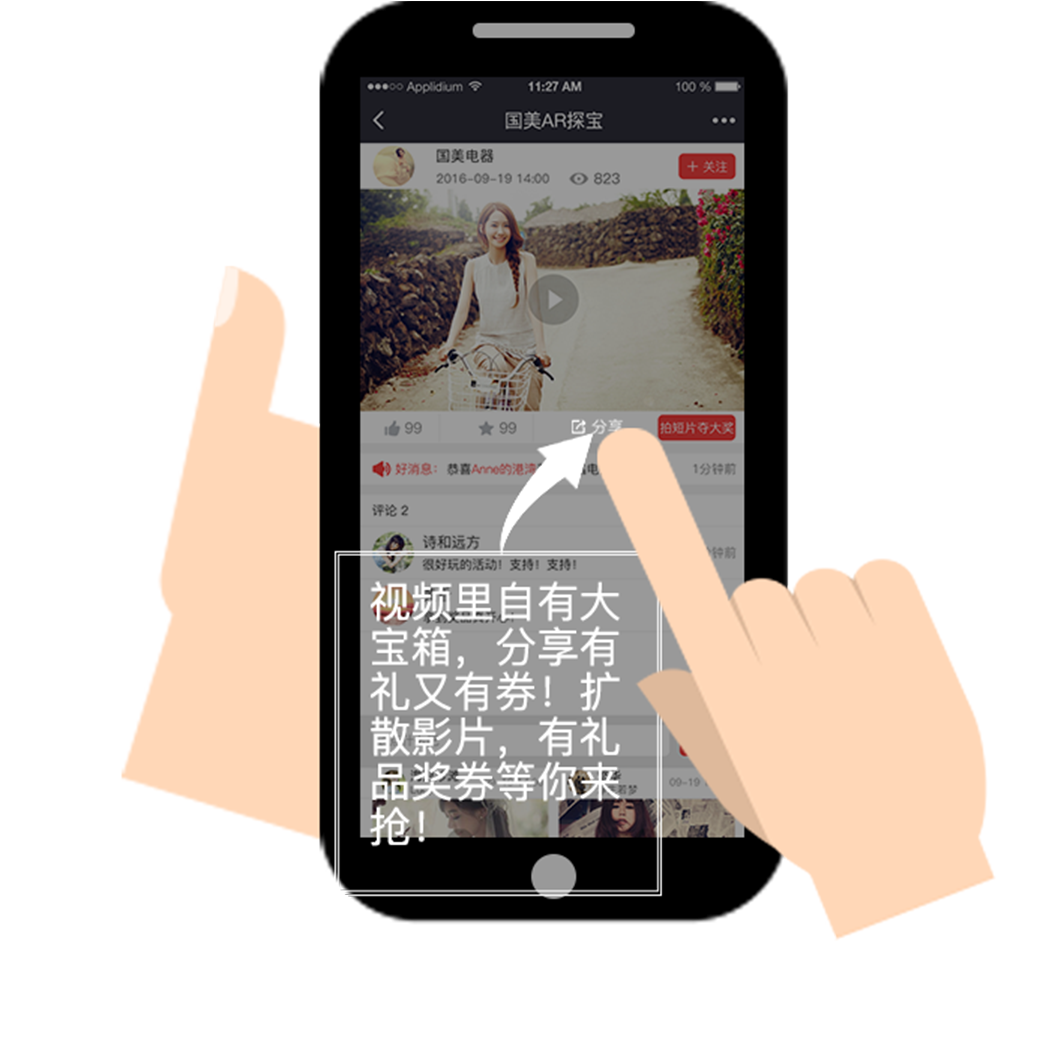 Applidium 11:27 AM 100 %
国美AR探宝
国美电器
2016-09-19 14:00 823
+ 关注
99 99 分享 拍短片夺大奖
好消息： 恭喜Anne的港湾 电 1分钟前
评论 2
诗和远方 钟前
很好玩的活动！支持！支持！
视频里自有大
宝箱，分享有
礼又有券！扩
散影片，有礼
品奖券等你来
抢！
09-19
若梦